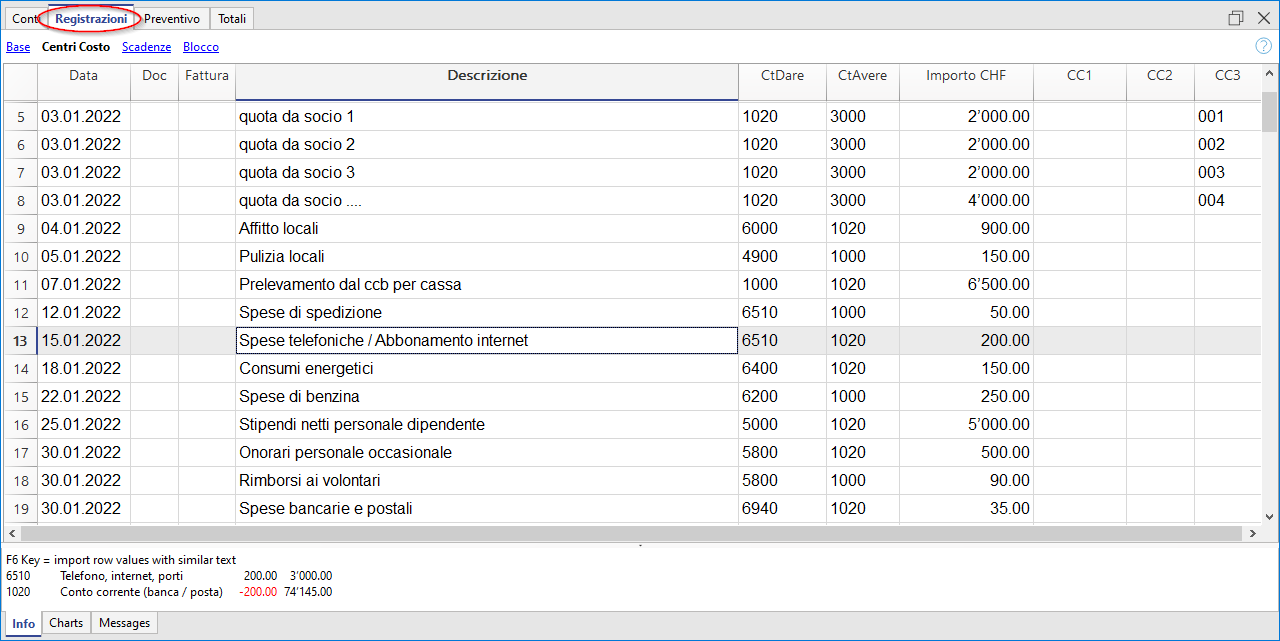 Conti Registrazioni Preventivo Totali
Base Centri Costo Scadenze Blocco
Data Doc Fattura Descrizione CtDare CtAvere Importo CHF CC1 CC2 CC3
5 03.01.2022 quota da socio 1 1020 3000 2’000.00 001
6 03.01.2022 quota da socio 2 1020 3000 2’000.00 002
7 03.01.2022 quota da socio 3 1020 3000 2’000.00 003
8 03.01.2022 quota da socio .... 1020 3000 4’000.00 004
9 04.01.2022 Affitto locali 6000 1020 900.00
10 05.01.2022 Pulizia locali 4900 1000 150.00
11 07.01.2022 Prelevamento dal ccb per cassa 1000 1020 6’500.00
12 12.01.2022 Spese di spedizione 6510 1000 50.00
13 15.01.2022 Spese telefoniche / Abbonamento internet 6510 1020 200.00
14 18.01.2022 Consumi energetici 6400 1020 150.00
15 22.01.2022 Spese di benzina 6200 1000 250.00
16 25.01.2022 Stipendi netti personale dipendente 5000 1020 5’000.00
17 30.01.2022 Onorari personale occasionale 5800 1020 500.00
18 30.01.2022 Rimborsi ai volontari 5800 1000 90.00
19 30.01.2022 Spese bancarie e postali 6940 1020 35.00
F6 Key = import row values with similar text
6510 Telefono, internet, porti 200.00 3’000.00
1020 Conto corrente (banca / posta) -200.00 74’145.00
Info Charts Messages